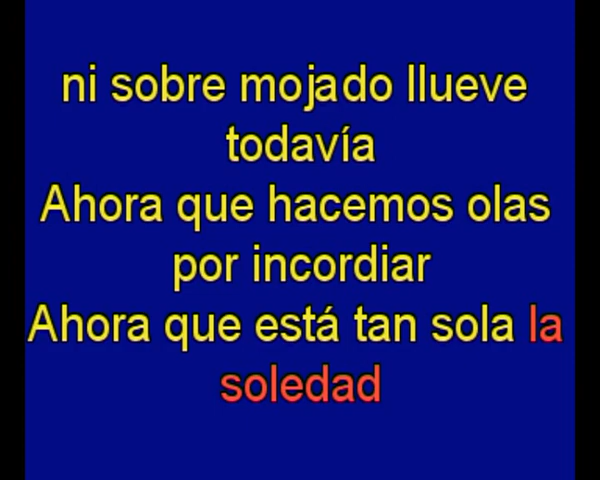 ni sobre mojado llueve
todavía
Ahora que hacemos olas
por incordiar
Ahora que está tan sola la
soledad